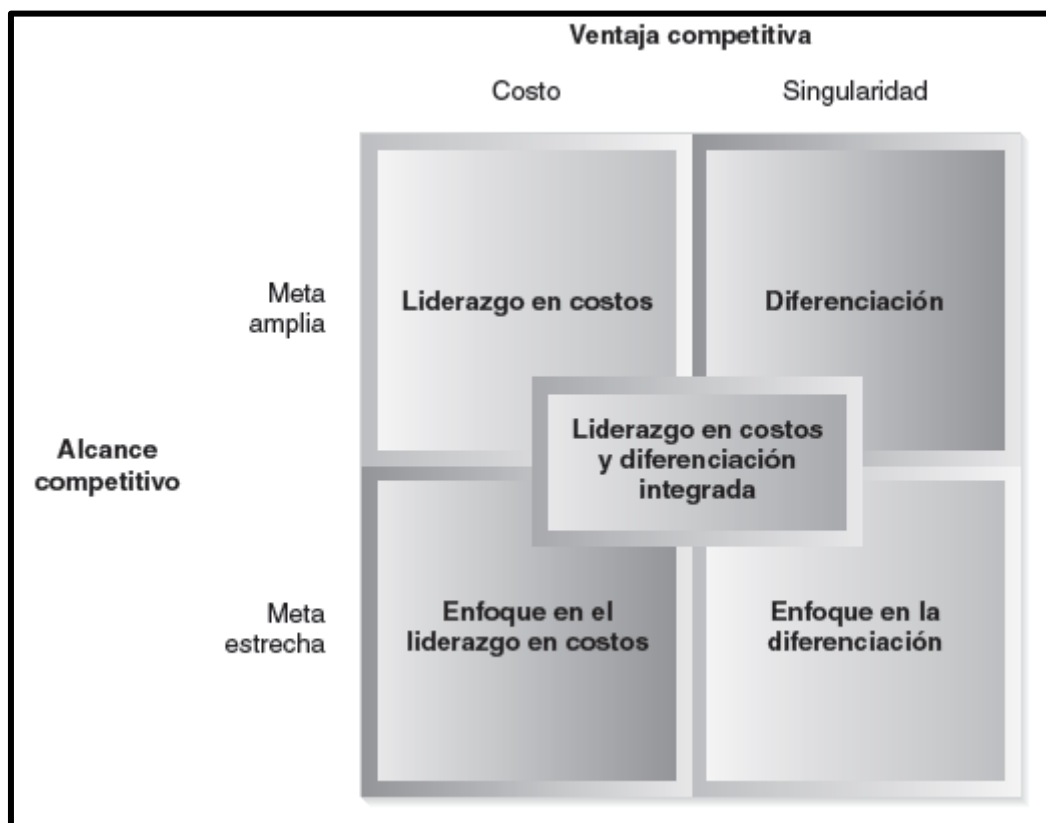 Ventaja competitiva
Costo
Singularidad
Meta
amplia
Liderazgo en costos
Diferenciación
Alcance
competitivo
Liderazgo en costos
y diferenciación
integrada
Meta
estrecha
Enfoque en el
liderazgo en costos
Enfoque en la
diferenciación